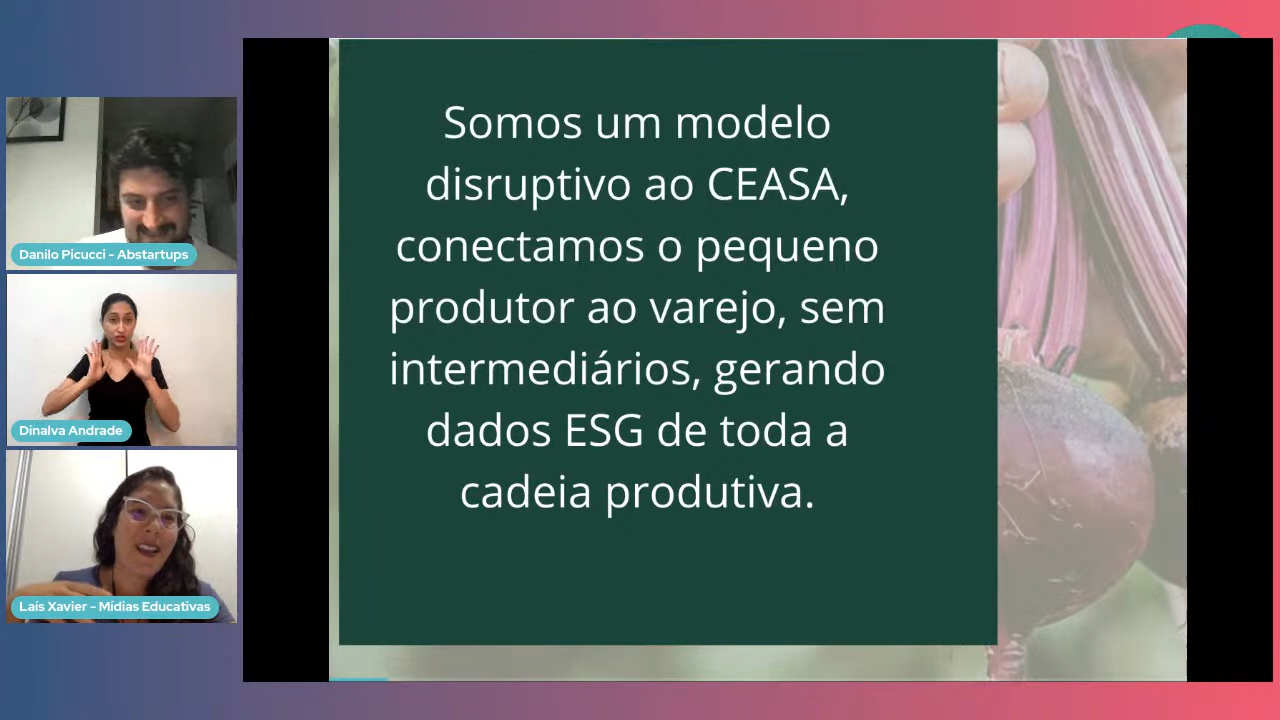 Danilo Picucci - Abstartups
Dinalva Andrade
Laís Xavier - Mídias Educativas
Somos um modelo
disruptivo ao CEASA,
conectamos o pequeno
produtor ao varejo, sem
intermediários, gerando
dados ESG de toda a
cadeia produtiva.